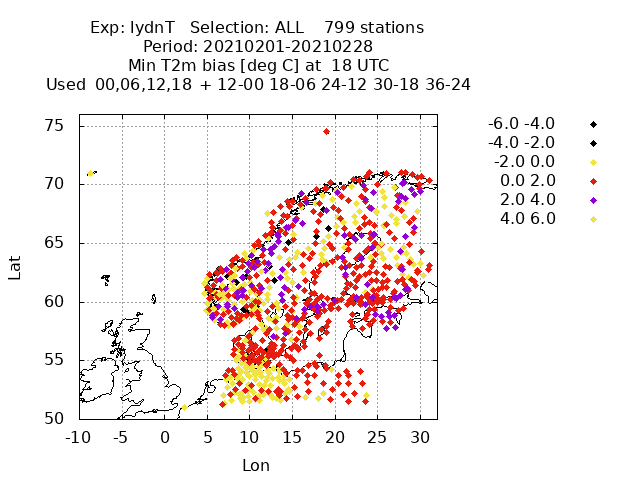 Exp: IydnT   Selection: ALL    799 stations
Period: 20210201-20210228
Min T2m bias [deg C] at  18 UTC
Used  00,06,12,18  + 12-00 18-06 24-12 30-18 36-24
-6.0 -4.0
-4.0 -2.0
-2.0 0.0
0.0 2.0
2.0 4.0
4.0 6.0
75
70
65
60
55
50
Lat
-10 -5 0 5 10 15 20 25 30
Lon